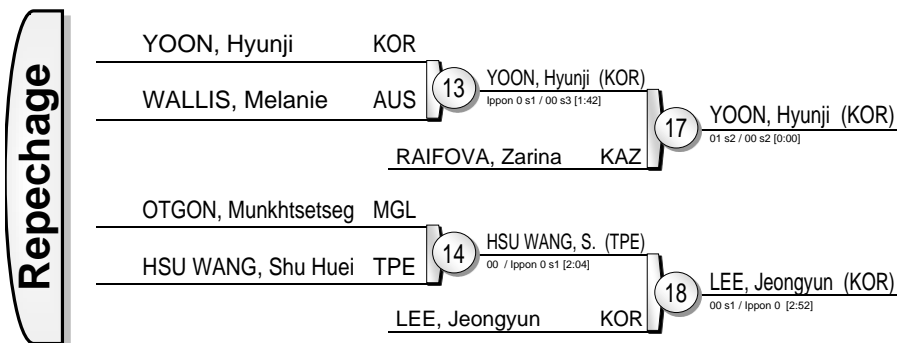 Repechage
YOON, Hyunji KOR
WALLIS, Melanie AUS
13
YOON, Hyunji (KOR)
Ippon 0 s1 / 00 s3 [1:42]
RAIFOVA, Zarina KAZ
17
YOON, Hyunji (KOR)
01 s2 / 00 s2 [0:00]
OTGON, Munkhtsetseg MGL
HSU WANG, Shu Huei TPE
14
HSU WANG, S. (TPE)
00 / Ippon 0 s1 [2:04]
LEE, Jeongyun KOR
18
LEE, Jeongyun (KOR)
00 s1 / Ippon 0 [2:52]